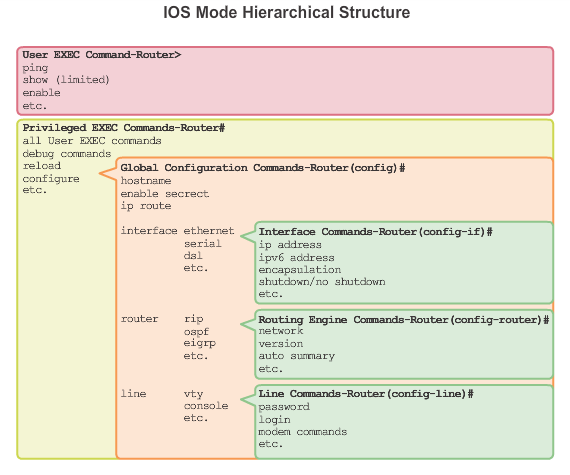 IOS Mode Hierarchical Structure
User EXEC Command-Router>
ping
show (limited)
enable
etc.
Privileged EXEC Commands-Router#
all User EXEC commands
debug commands
reload
configure
etc.
Global Configuration Commands-Router(config)#
hostname
enable secrect
ip route
interface ethernet
serial
dsl
etc.
Interface Commands-Router(config-if)#
ip address
ipv6 address
encapsulation
shutdown/no shutdown
etc.
router rip
ospf
eigrp
etc.
Routing Engine Commands-Router(config-router)#
network
version
auto summary
etc.
line vty
console
etc.
Line Commands-Router(config-line)#
password
login
modem commands
etc.